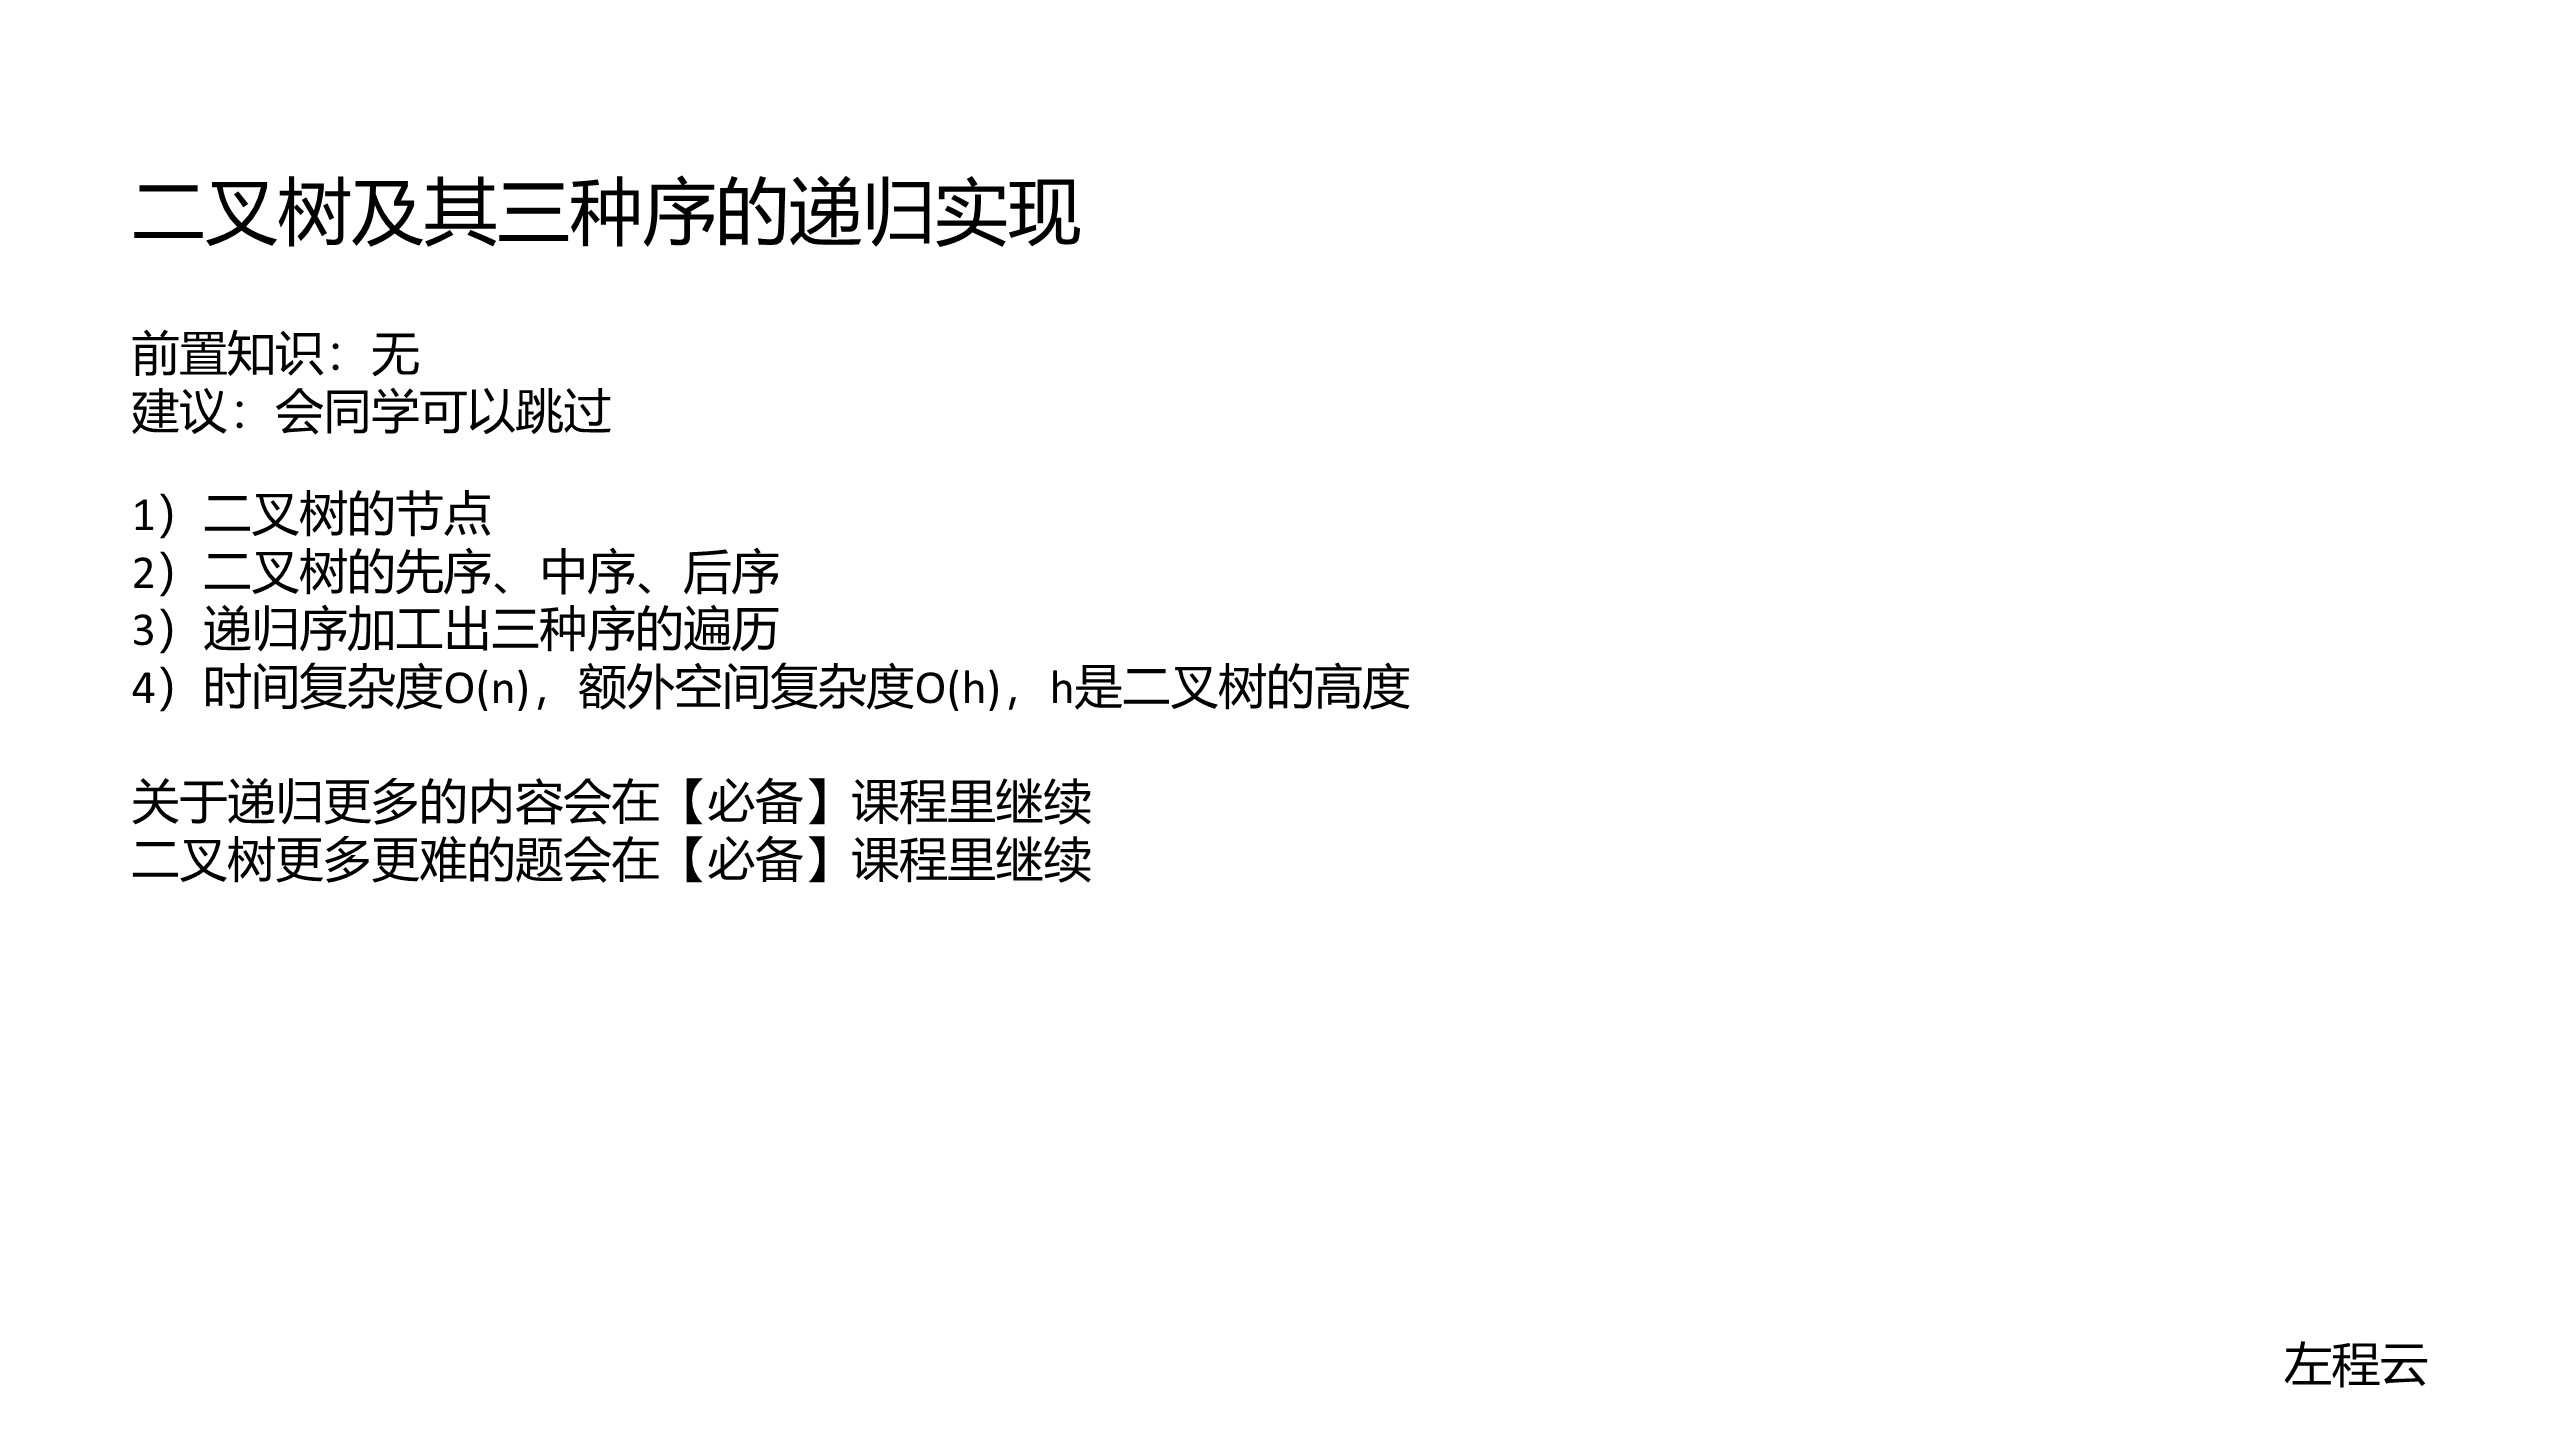 二叉树及其三种序的递归实现
前置知识：无
建议：会同学可以跳过
1）二叉树的节点
2）二叉树的先序、中序、后序
3）递归序加工出三种序的遍历
4）时间复杂度O(n)，额外空间复杂度O(h)，h是二叉树的高度
关于递归更多的内容会在【必备】课程里继续
二叉树更多更难的题会在【必备】课程里继续
左程云